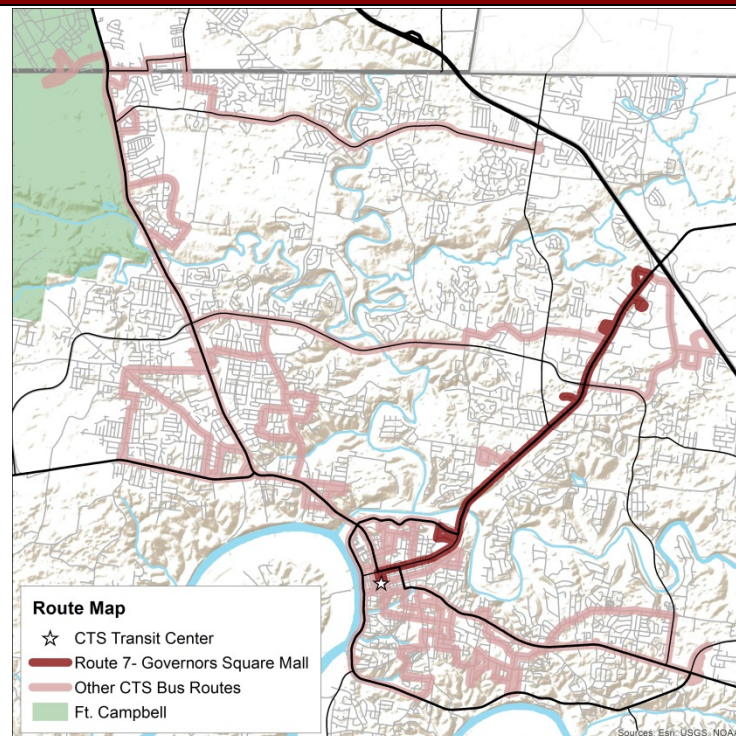 Route Map
CTS Transit Center
Route 7- Governors Square Mall
Other CTS Bus Routes
Ft. Campbell
Sources: Esri, USGS, NOAA